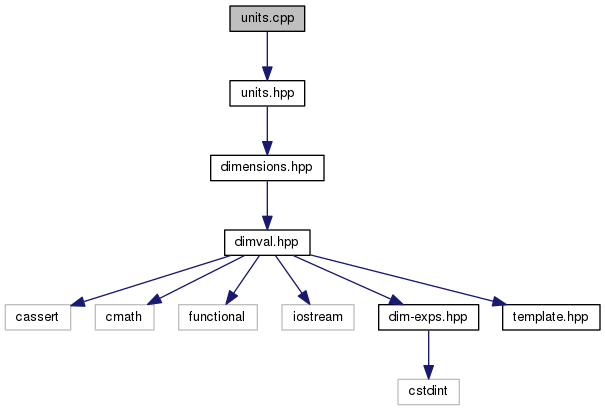 units.cpp
units.hpp
dimensions.hpp
dimval.hpp
cassert
cmath
functional
iostream
dim-exps.hpp
template.hpp
cstdint